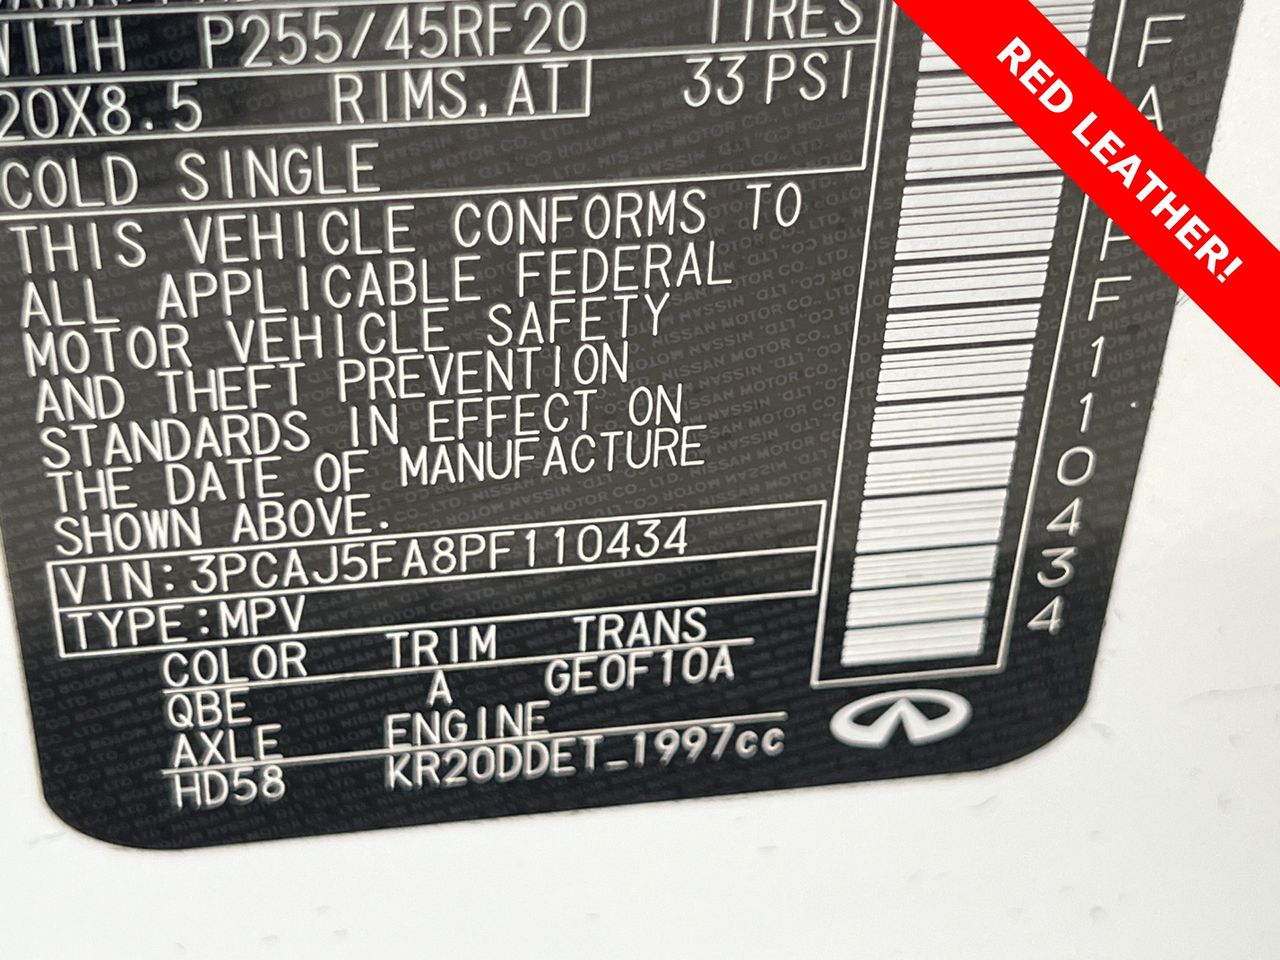 WITH P255/45RF20 TIRES
20X8.5 RIMS, AT 33 PSI
COLD SINGLE
THIS VEHICLE CONFORMS TO
ALL APPLICABLE FEDERAL
MOTOR VEHICLE SAFETY
AND THEFT PREVENTION
STANDARDS IN EFFECT ON
THE DATE OF MANUFACTURE
SHOWN ABOVE.
VIN:3PCAJ5FA8PF110434
TYPE:MPV
COLOR TRIM TRANS
QBE A GE0F10A
AXLE ENGINE
HD58 KR20DDET_1997cc
RED LEATHER!